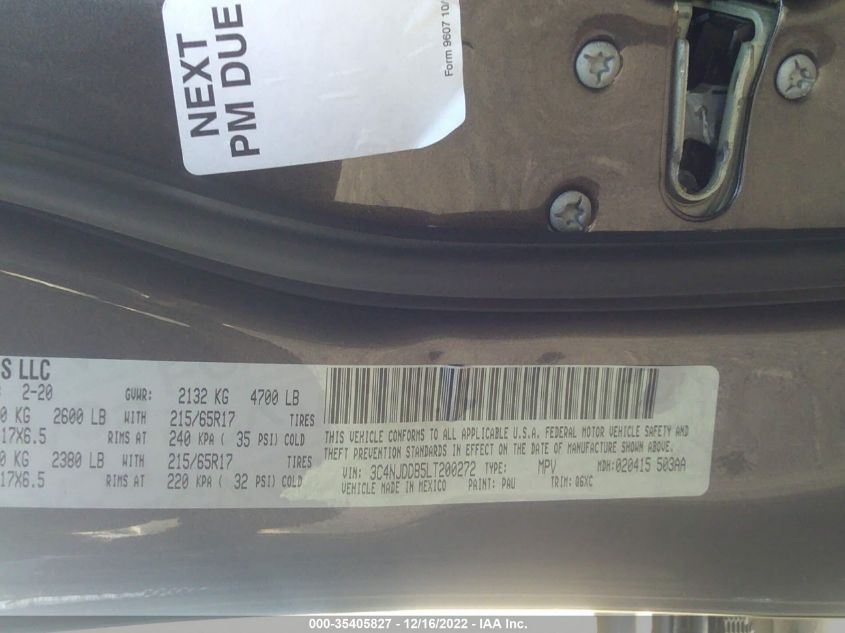 NEXT
PM DUE
Form 9607 10/
S LLC
2-20 GVWR: 2132 KG 4700 LB
0 KG 2600 LB WITH 215/65R17 TIRES
17X6.5 RIMS AT 240 KPA ( 35 PSI) COLD
0 KG 2380 LB WITH 215/65R17 TIRES
17X6.5 RIMS AT 220 KPA ( 32 PSI) COLD
THIS VEHICLE CONFORMS TO ALL APPLICABLE U.S.A. FEDERAL MOTOR VEHICLE SAFETY AND
THEFT PREVENTION STANDARDS IN EFFECT ON THE DATE OF MANUFACTURE SHOWN ABOVE.
VIN: 3C4NJDDB5LT200272 TYPE: MPV MDH: 020415 503AA
VEHICLE MADE IN MEXICO PAINT: PAU TRIM: O6XC
000-35405827 - 12/16/2022 - IAA Inc.